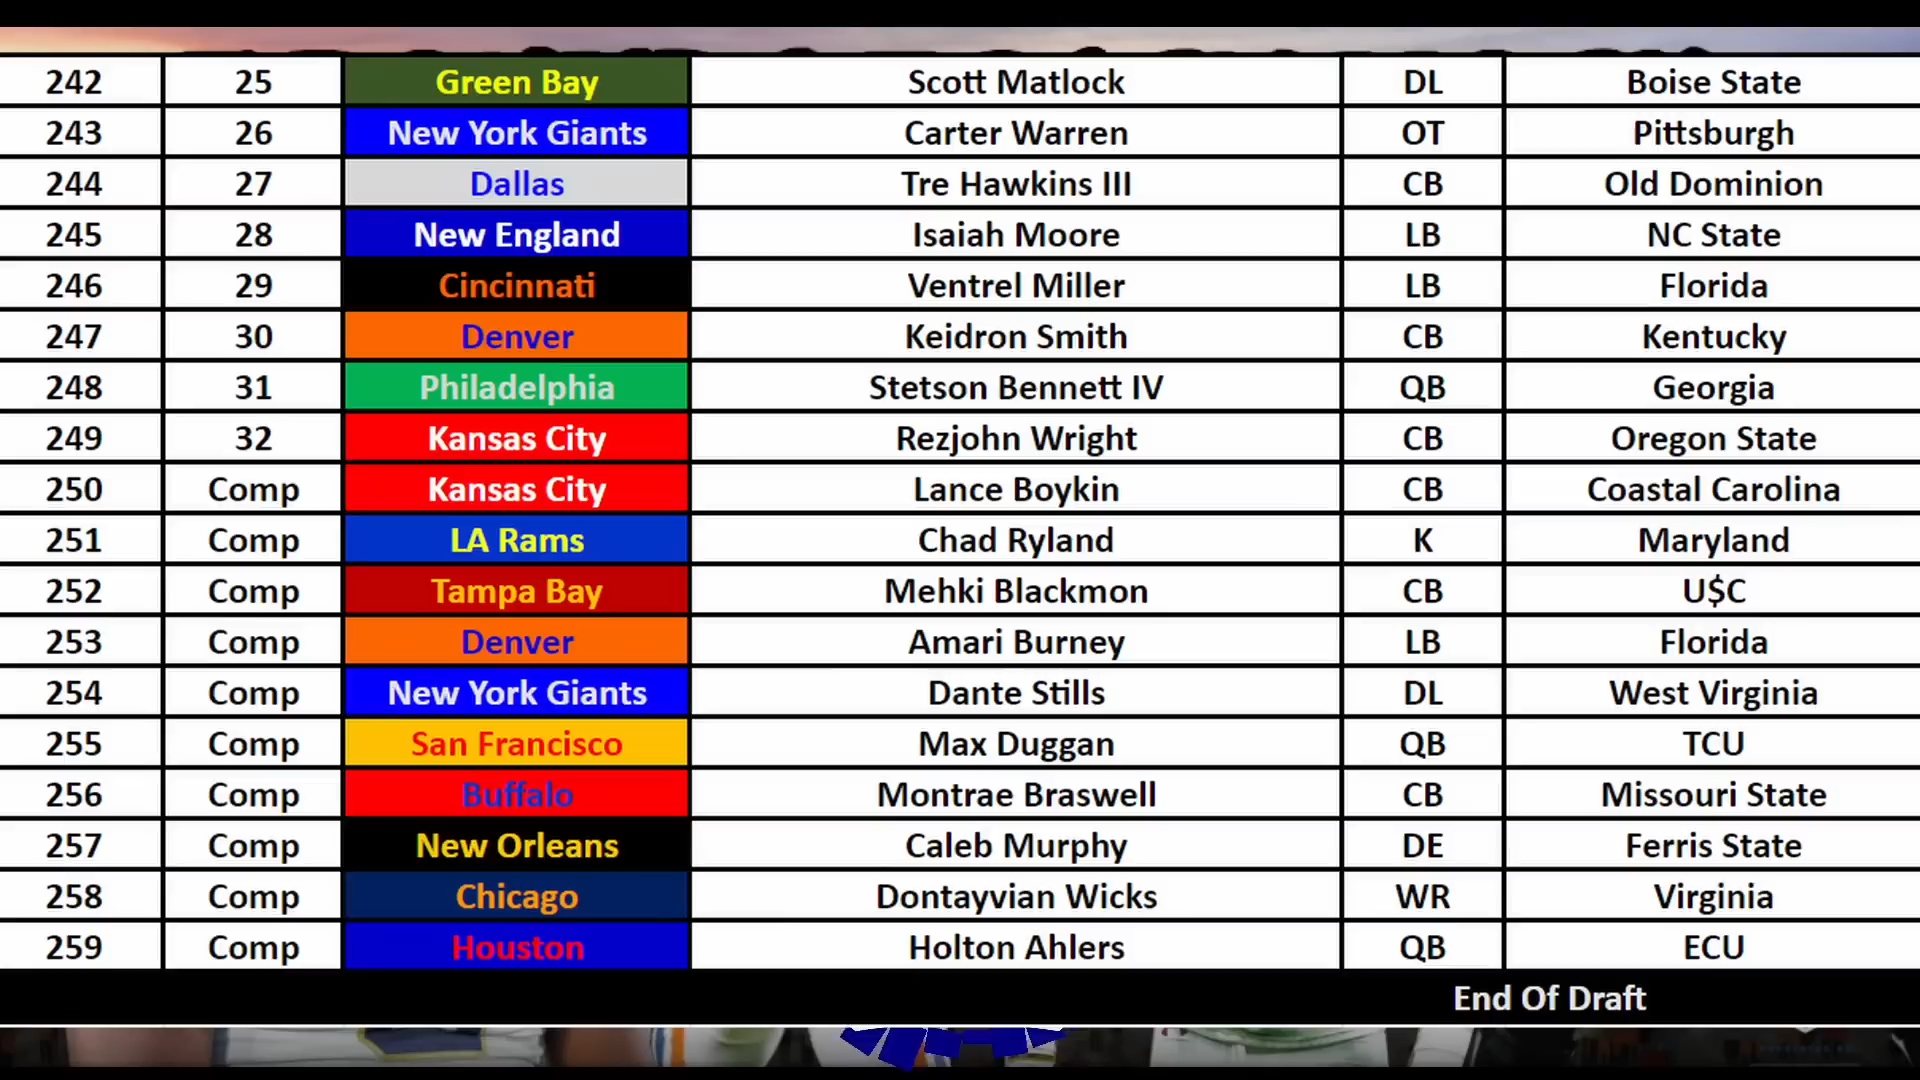 242 25 Green Bay Scott Matlock DL Boise State
243 26 New York Giants Carter Warren OT Pittsburgh
244 27 Dallas Tre Hawkins III CB Old Dominion
245 28 New England Isaiah Moore LB NC State
246 29 Cincinnati Ventrel Miller LB Florida
247 30 Denver Keidron Smith CB Kentucky
248 31 Philadelphia Stetson Bennett IV QB Georgia
249 32 Kansas City Rezjohn Wright CB Oregon State
250 Comp Kansas City Lance Boykin CB Coastal Carolina
251 Comp LA Rams Chad Ryland K Maryland
252 Comp Tampa Bay Mehki Blackmon CB U$C
253 Comp Denver Amari Burney LB Florida
254 Comp New York Giants Dante Stills DL West Virginia
255 Comp San Francisco Max Duggan QB TCU
256 Comp Buffalo Montrae Braswell CB Missouri State
257 Comp New Orleans Caleb Murphy DE Ferris State
258 Comp Chicago Dontayvian Wicks WR Virginia
259 Comp Houston Holton Ahlers QB ECU
End Of Draft